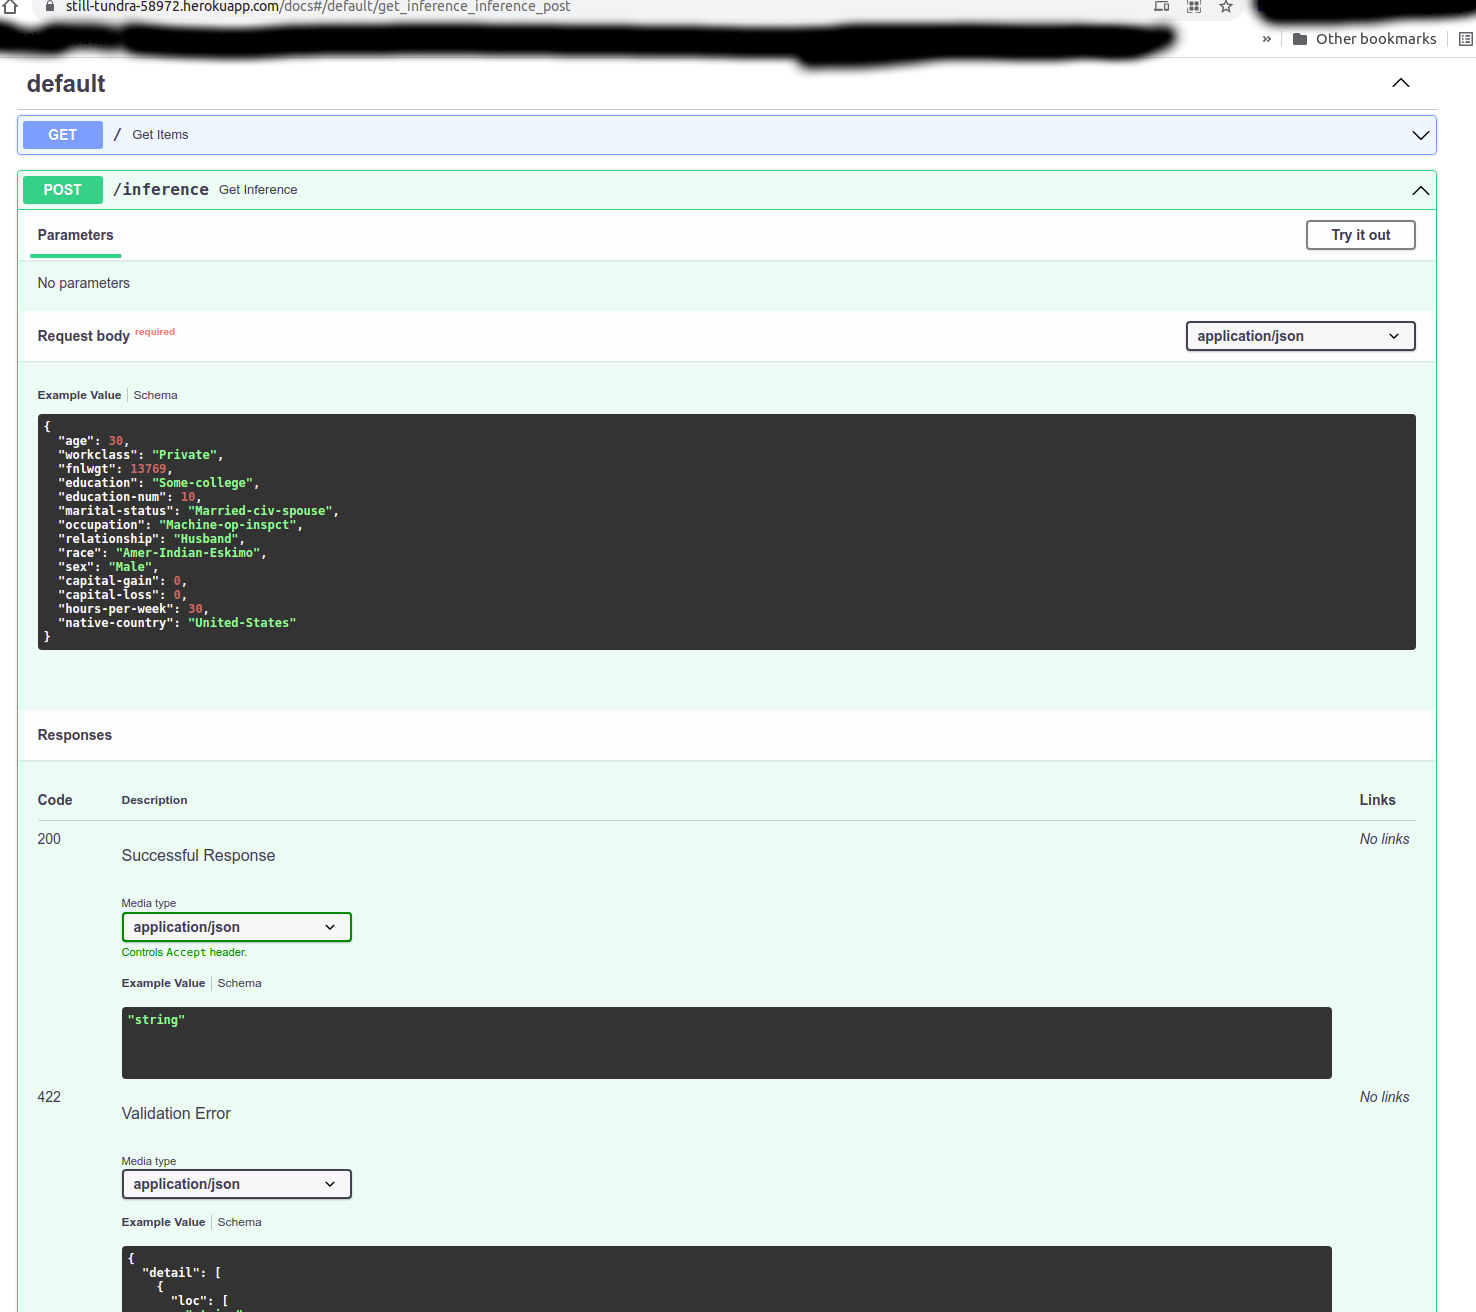 still-tundra-58972.herokuapp.com/docs#/default/get_inference_inference_post
» Other bookmarks
default
GET / Get Items
POST /inference Get Inference
Parameters Try it out
No parameters
Request body required application/json
Example Value Schema
{
"age": 30,
"workclass": "Private",
"fnlwgt": 13769,
"education": "Some-college",
"education-num": 10,
"marital-status": "Married-civ-spouse",
"occupation": "Machine-op-inspct",
"relationship": "Husband",
"race": "Amer-Indian-Eskimo",
"sex": "Male",
"capital-gain": 0,
"capital-loss": 0,
"hours-per-week": 30,
"native-country": "United-States"
}
Responses
Code Description Links
200 No links
Successful Response
Media type
application/json
Controls Accept header.
Example Value Schema
"string"
422 No links
Validation Error
Media type
application/json
Example Value Schema
{
"detail": [
{
"loc": [